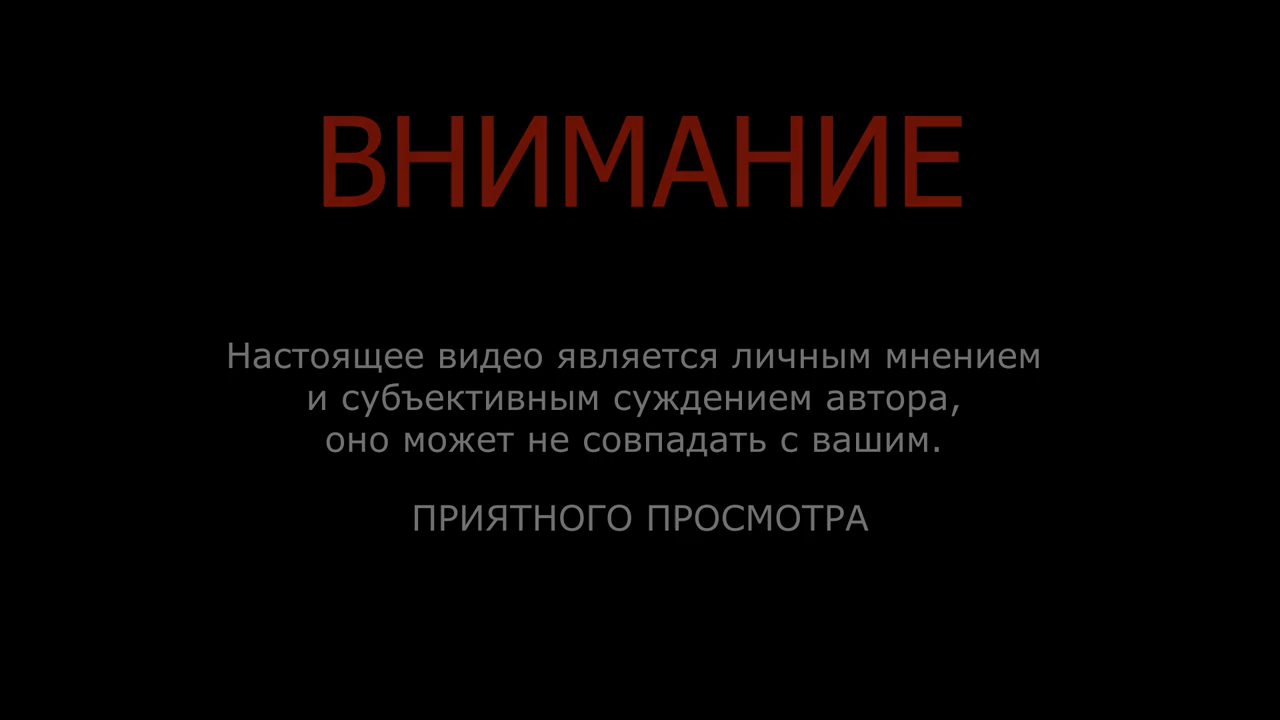 ВНИМАНИЕ
Настоящее видео является личным мнением
и субъективным суждением автора,
оно может не совпадать с вашим.
ПРИЯТНОГО ПРОСМОТРА